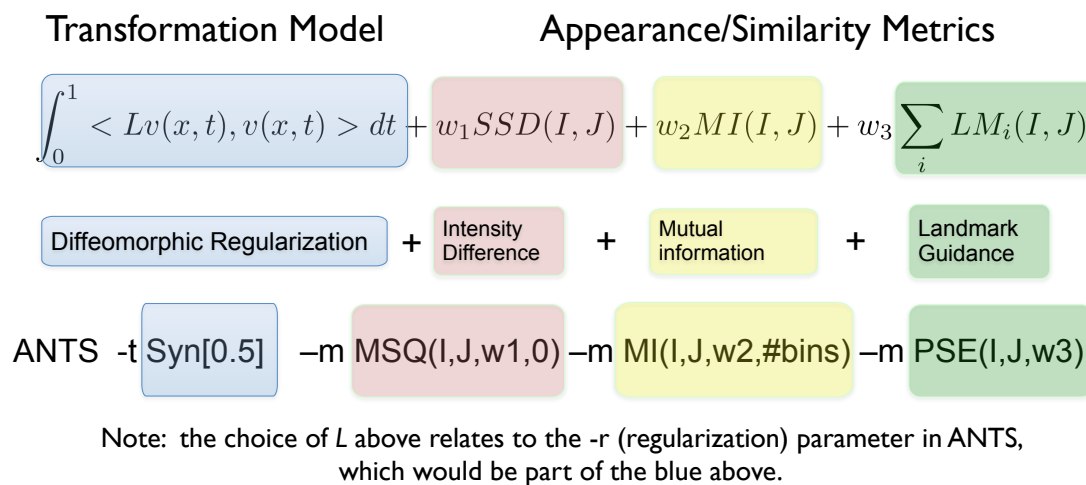 Transformation Model Appearance/Similarity Metrics
∫₀¹ < Lv(x, t), v(x, t) > dt + w₁SSD(I, J) + w₂MI(I, J) + w₃ ∑ᵢ LMᵢ(I, J)
Diffeomorphic Regularization + Intensity Difference + Mutual information + Landmark Guidance
ANTS -t Syn[0.5] –m MSQ(I,J,w1,0) –m MI(I,J,w2,#bins) –m PSE(I,J,w3)
Note: the choice of L above relates to the -r (regularization) parameter in ANTS,
which would be part of the blue above.